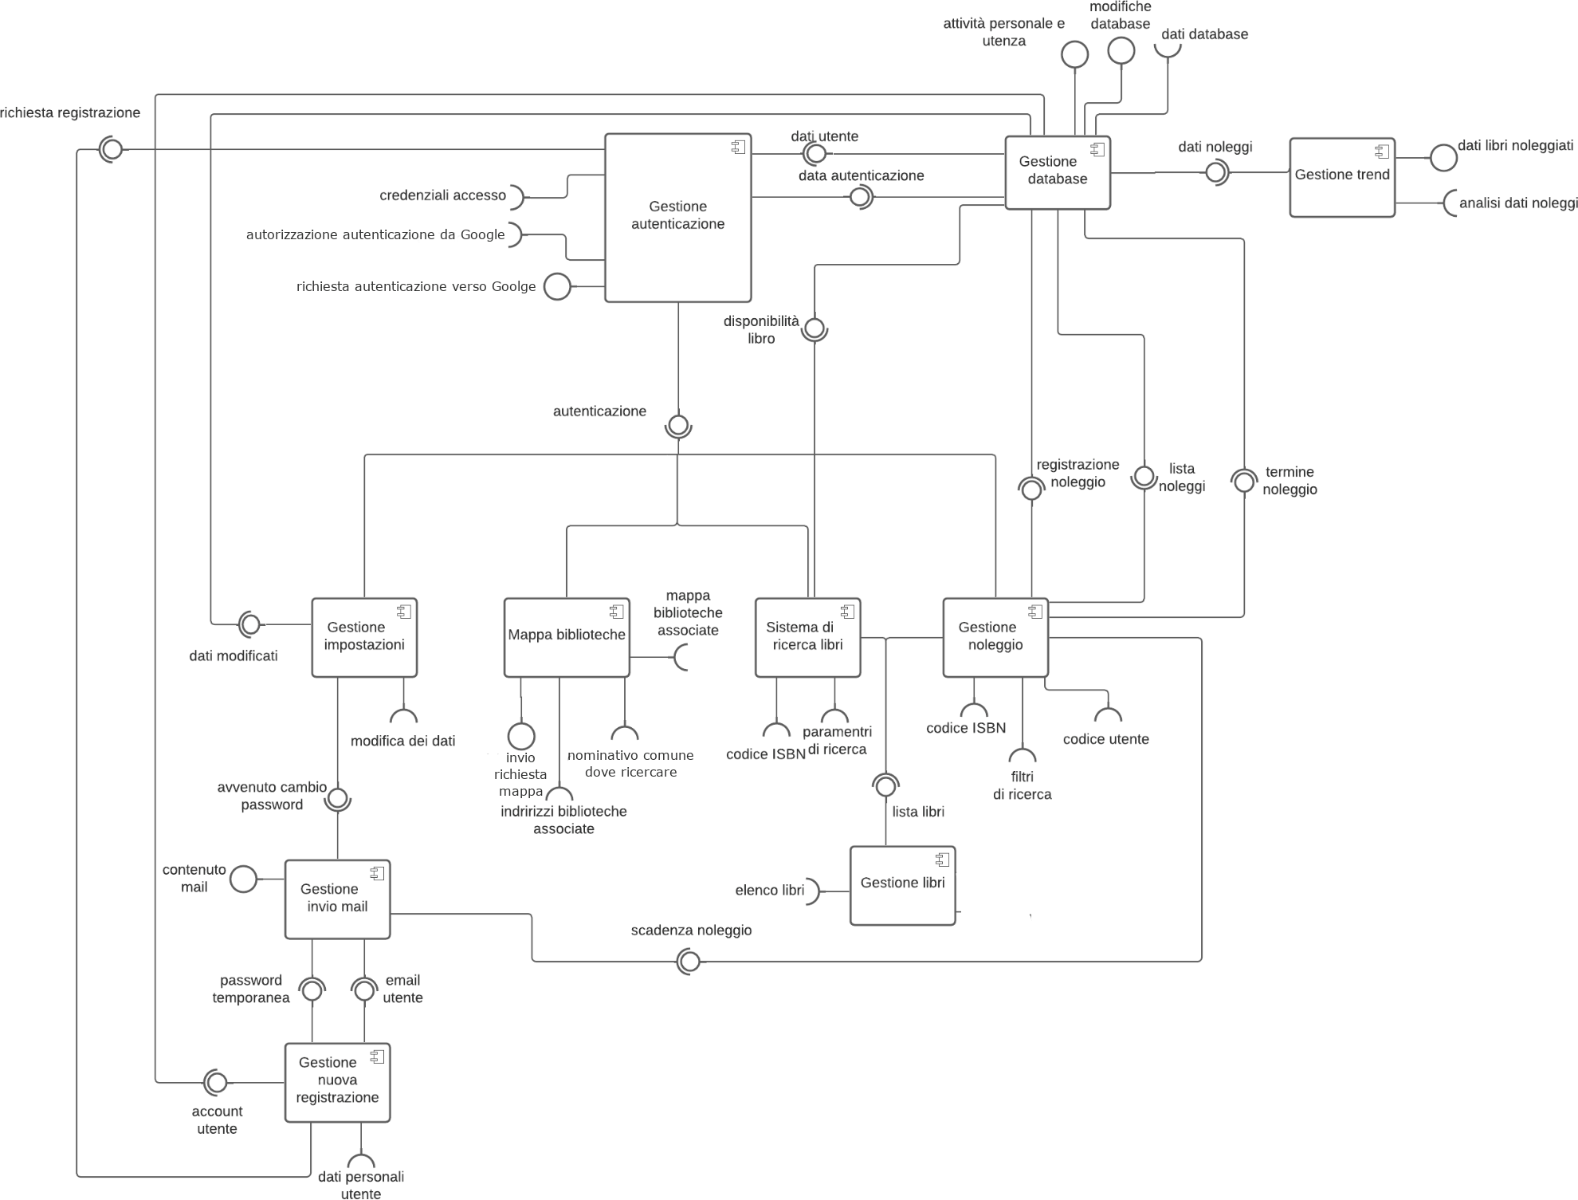 modifiche
database
attività personale e
utenza
dati database
richiesta registrazione
dati utente
data autenticazione
Gestione
database
dati noleggi
Gestione trend
dati libri noleggiati
analisi dati noleggi
credenziali accesso
autorizzazione autenticazione da Google
richiesta autenticazione verso Goolge
Gestione
autenticazione
disponibilità
libro
autenticazione
registrazione
noleggio
lista
noleggi
termine
noleggio
dati modificati
Gestione
impostazioni
Mappa biblioteche
mappa
biblioteche
associate
Sistema di
ricerca libri
Gestione
noleggio
modifica dei dati
invio
richiesta
mappa
nominativo comune
dove ricercare
indririzzi biblioteche
associate
codice ISBN
paramentri
di ricerca
codice ISBN
filtri
di ricerca
codice utente
avvenuto cambio
password
lista libri
contenuto
mail
Gestione
invio mail
elenco libri
Gestione libri
scadenza noleggio
password
temporanea
email
utente
Gestione
nuova
registrazione
account
utente
dati personali
utente